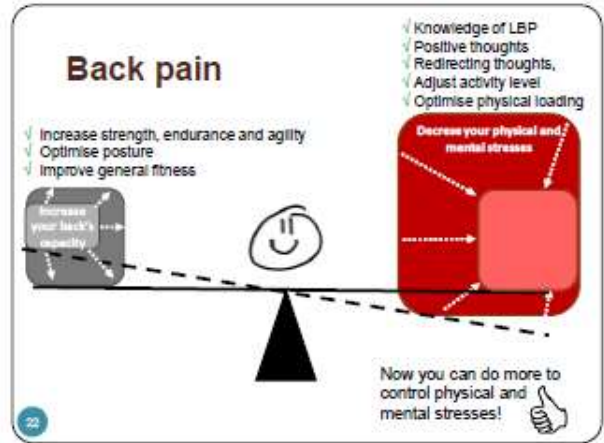 Back pain
√ Knowledge of LBP
√ Positive thoughts
√ Redirecting thoughts,
√ Adjust activity level
√ Optimise physical loading
√ Increase strength, endurance and agility
√ Optimise posture
√ Improve general fitness
Increase
your back's
capacity
Decrese your physical and
mental stresses
Now you can do more to
control physical and
mental stresses!
22